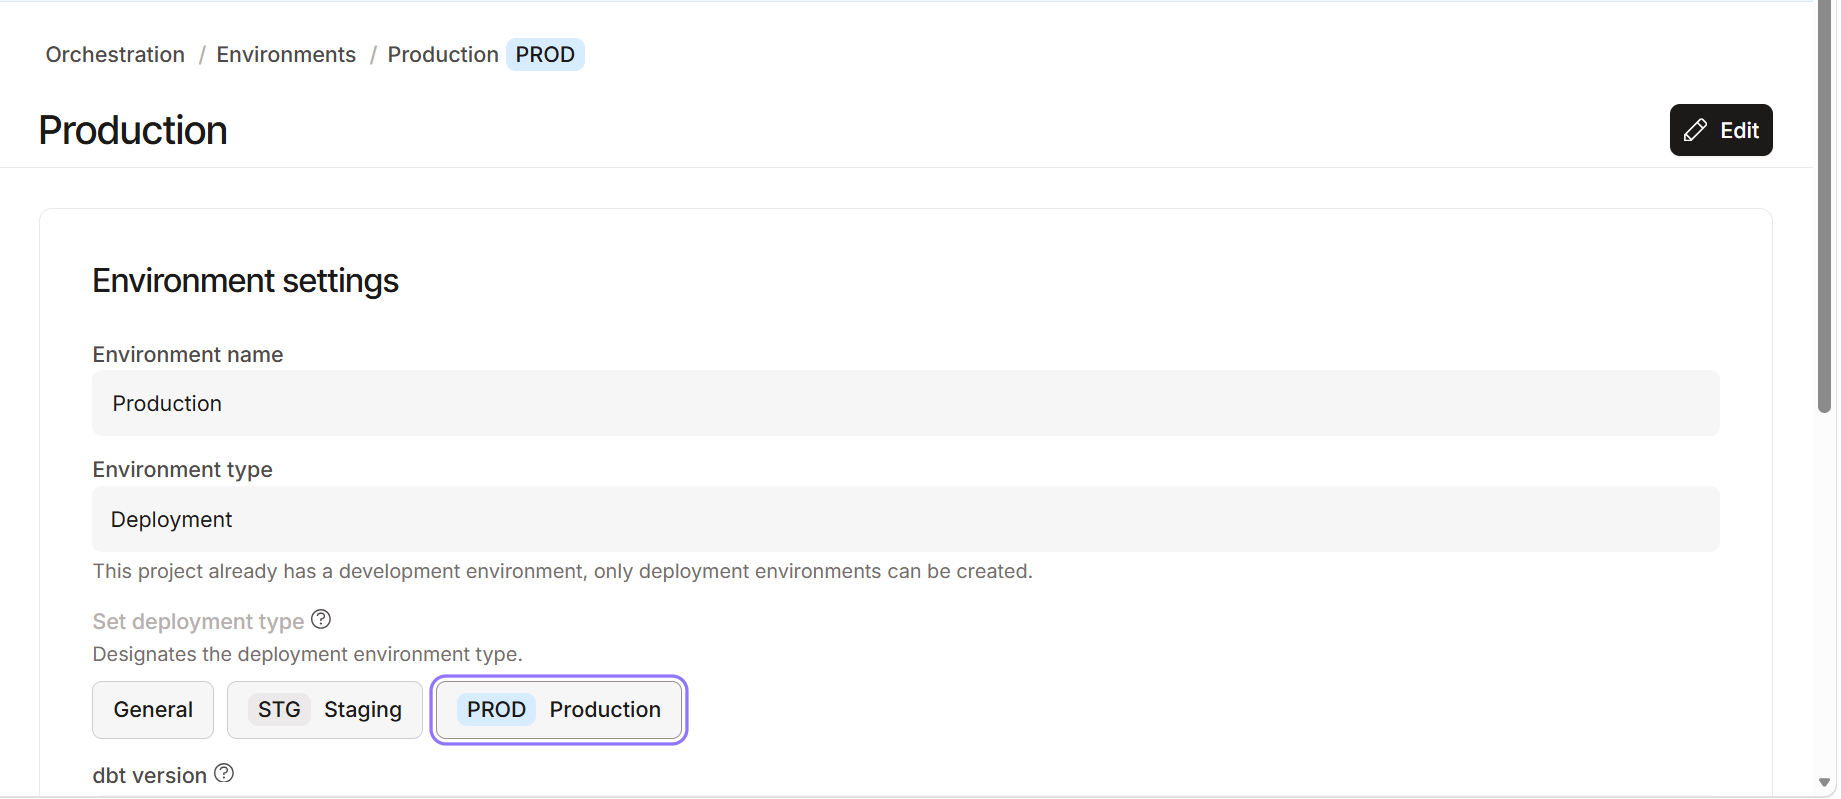 Orchestration / Environments / Production PROD
Production
Edit
Environment settings
Environment name
Production
Environment type
Deployment
This project already has a development environment, only deployment environments can be created.
Set deployment type ?
Designates the deployment environment type.
General STG Staging PROD Production
dbt version ?